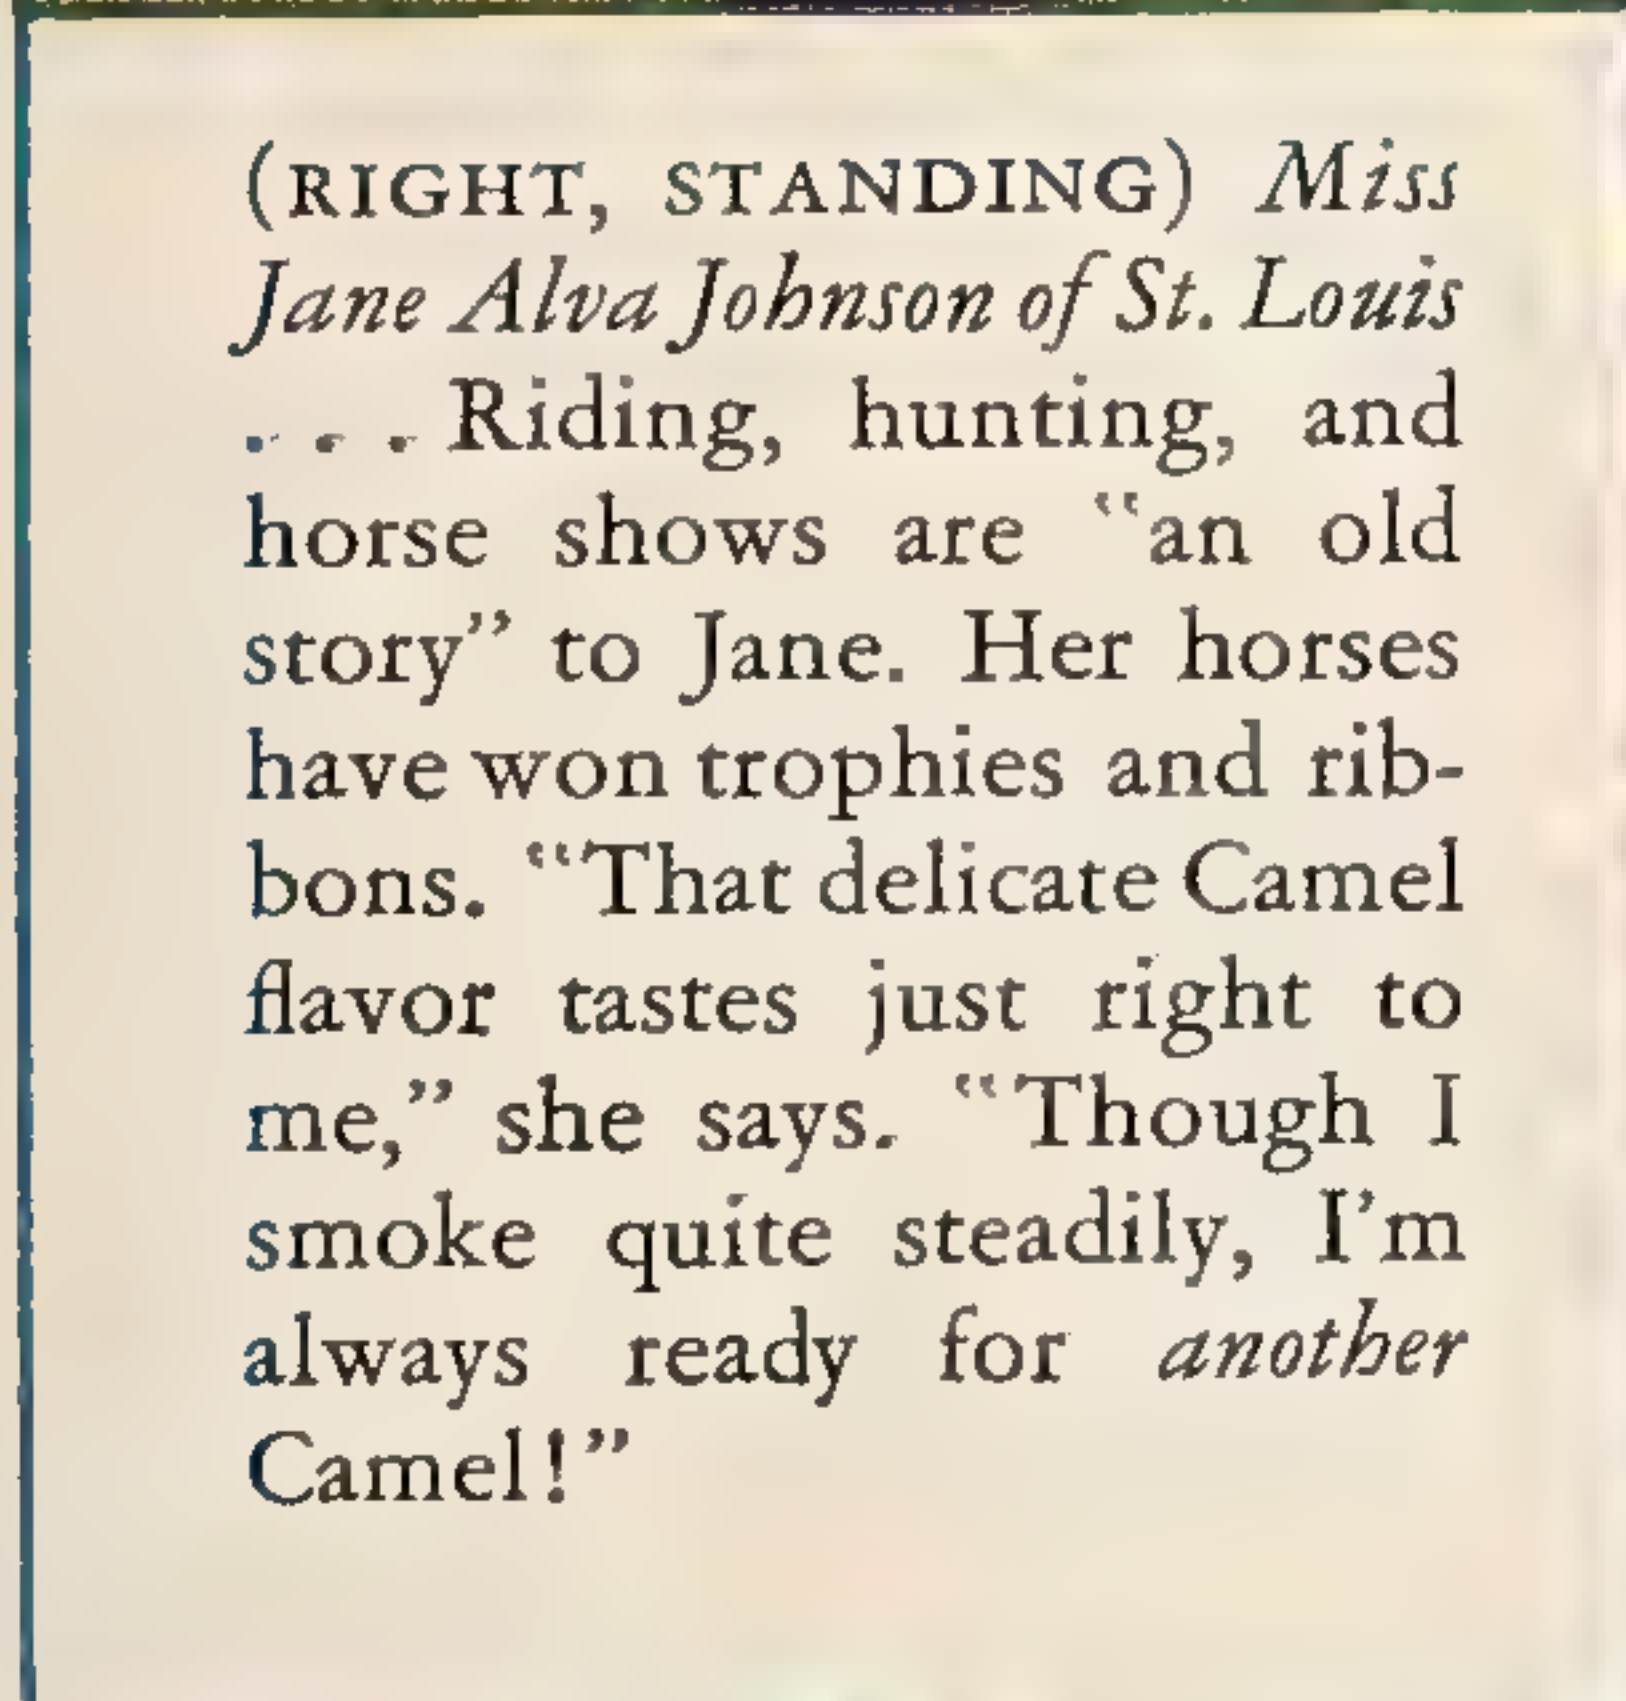 (RIGHT, STANDING) Miss
Jane Alva Johnson of St. Louis
. . . Riding, hunting, and
horse shows are “an old
story” to Jane. Her horses
have won trophies and rib-
bons. “That delicate Camel
flavor tastes just right to
me,” she says. “Though I
smoke quite steadily, I’m
always ready for another
Camel!”